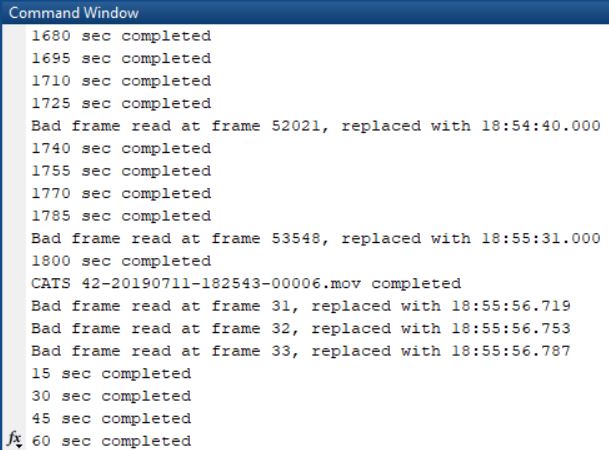 Command Window
1680 sec completed
1695 sec completed
1710 sec completed
1725 sec completed
Bad frame read at frame 52021, replaced with 18:54:40.000
1740 sec completed
1755 sec completed
1770 sec completed
1785 sec completed
Bad frame read at frame 53548, replaced with 18:55:31.000
1800 sec completed
CATS 42-20190711-182543-00006.mov completed
Bad frame read at frame 31, replaced with 18:55:56.719
Bad frame read at frame 32, replaced with 18:55:56.753
Bad frame read at frame 33, replaced with 18:55:56.787
15 sec completed
30 sec completed
45 sec completed
fx 60 sec completed